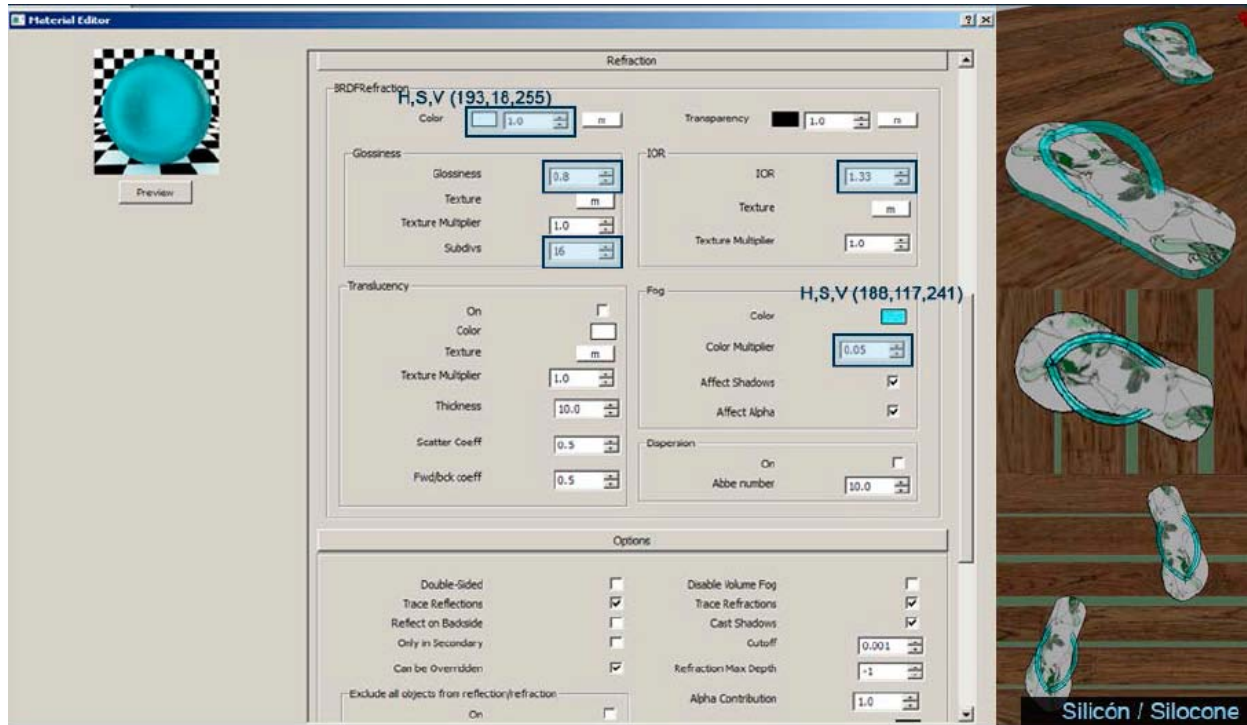 Material Editor
Refraction
BRDFRefraction
H,S,V (193,18,255)
Color 1.0 m
Transparency 1.0 m
Glossiness
Glossiness 0.8
Texture m
Texture Multiplier 1.0
Subdivs 16
IOR
IOR 1.33
Texture m
Texture Multiplier 1.0
Preview
Translucency
On
Color
Texture m
Texture Multiplier 1.0
Thickness 10.0
Scatter Coeff 0.5
Fwd/bck coeff 0.5
Fog
H,S,V (188,117,241)
Color
Color Multiplier 0.05
Affect Shadows
Affect Alpha
Dispersion
On
Abbe number 10.0
Options
Double-Sided
Trace Reflections
Reflect on Backside
Only in Secondary
Can be Overridden
Exclude all objects from reflection/refraction
On
Disable Volume Fog
Trace Refractions
Cast Shadows
Cutoff 0.001
Refraction Max Depth -1
Alpha Contribution 1.0
Silicón / Silocone